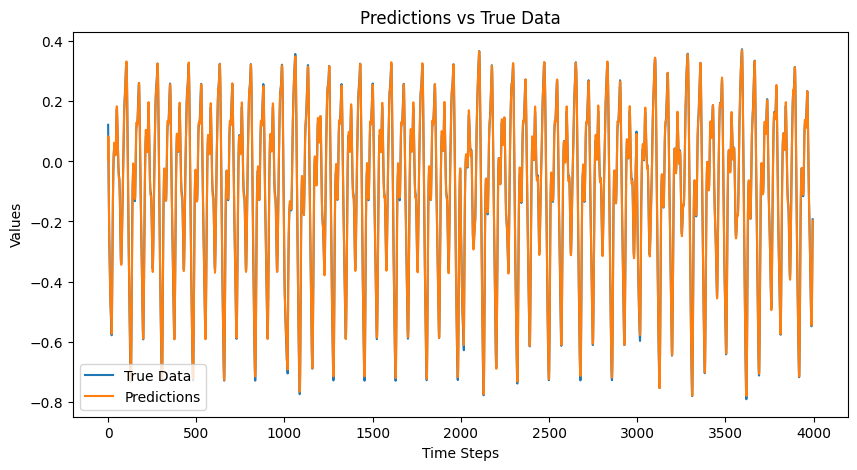 Predictions vs True Data
0.4
0.2
0.0
−0.2
−0.4
−0.6
−0.8
Values
True Data
Predictions
0 500 1000 1500 2000 2500 3000 3500 4000
Time Steps